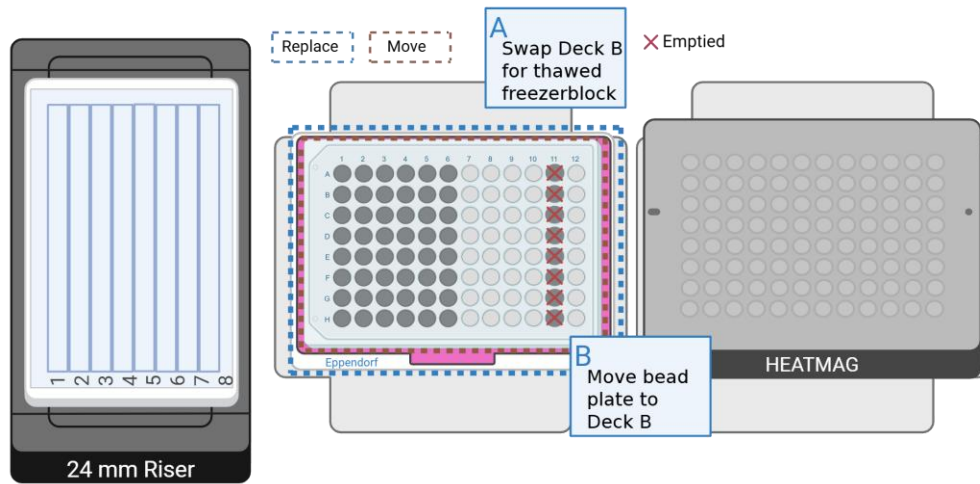 Replace
Move
A
Swap Deck B
for thawed
freezerblock
Emptied
1 2 3 4 5 6 7 8 9 10 11 12
A
B
C
D
E
F
G
H
Eppendorf
B
Move bead
plate to
Deck B
1 2 3 4 5 6 7 8
24 mm Riser
HEATMAG